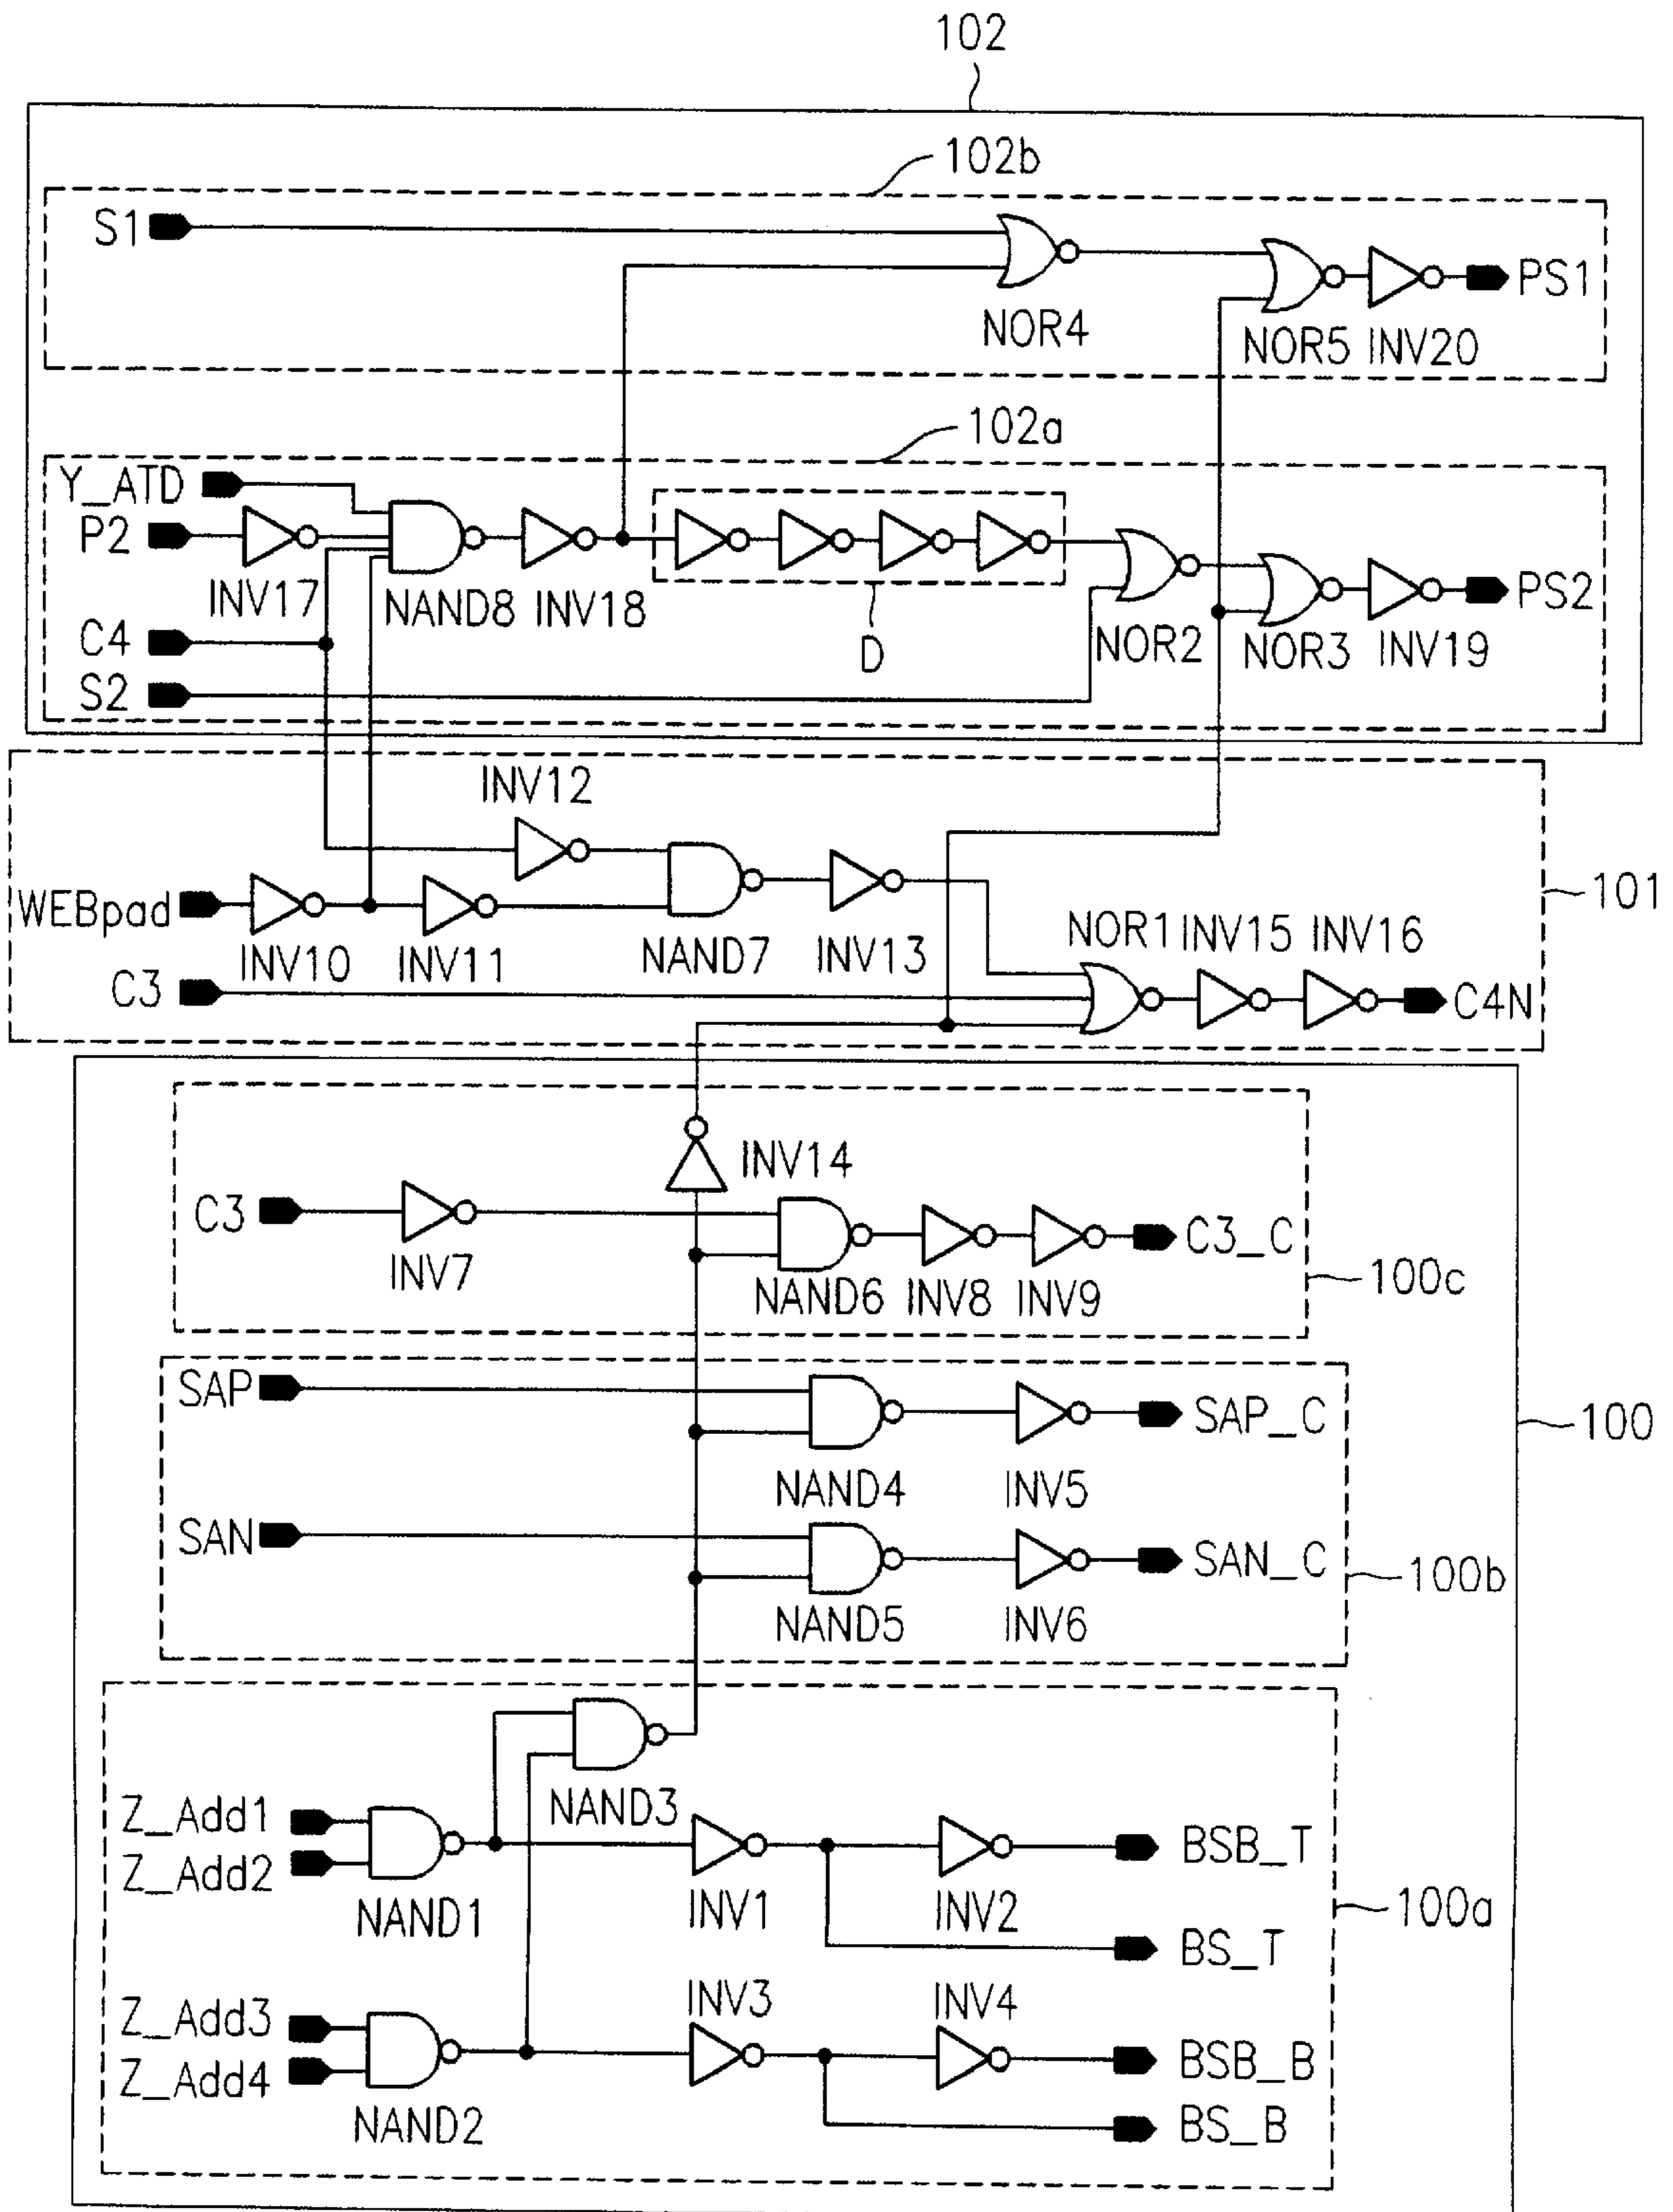 102
102b
S1
NOR4
NOR5 INV20
PS1
102a
Y_ATD
P2
INV17
NAND8 INV18
D
NOR2
NOR3 INV19
PS2
C4
S2
INV12
WEBpad
INV10
INV11
NAND7
INV13
NOR1 INV15 INV16
C4N
C3
101
INV14
C3
INV7
NAND6 INV8 INV9
C3_C
100c
SAP
NAND4
INV5
SAP_C
100
SAN
NAND5
INV6
SAN_C
100b
NAND3
Z_Add1
Z_Add2
NAND1
INV1
INV2
BSB_T
BS_T
100a
Z_Add3
Z_Add4
NAND2
INV3
INV4
BSB_B
BS_B